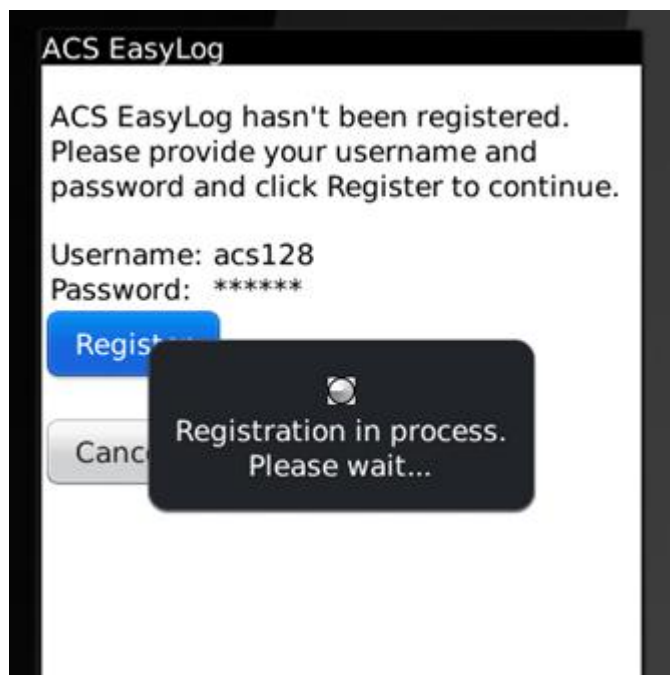 ACS EasyLog
ACS EasyLog hasn't been registered.
Please provide your username and
password and click Register to continue.
Username: acs128
Password: ******
Regis
Registration in process.
Please wait...
Canc